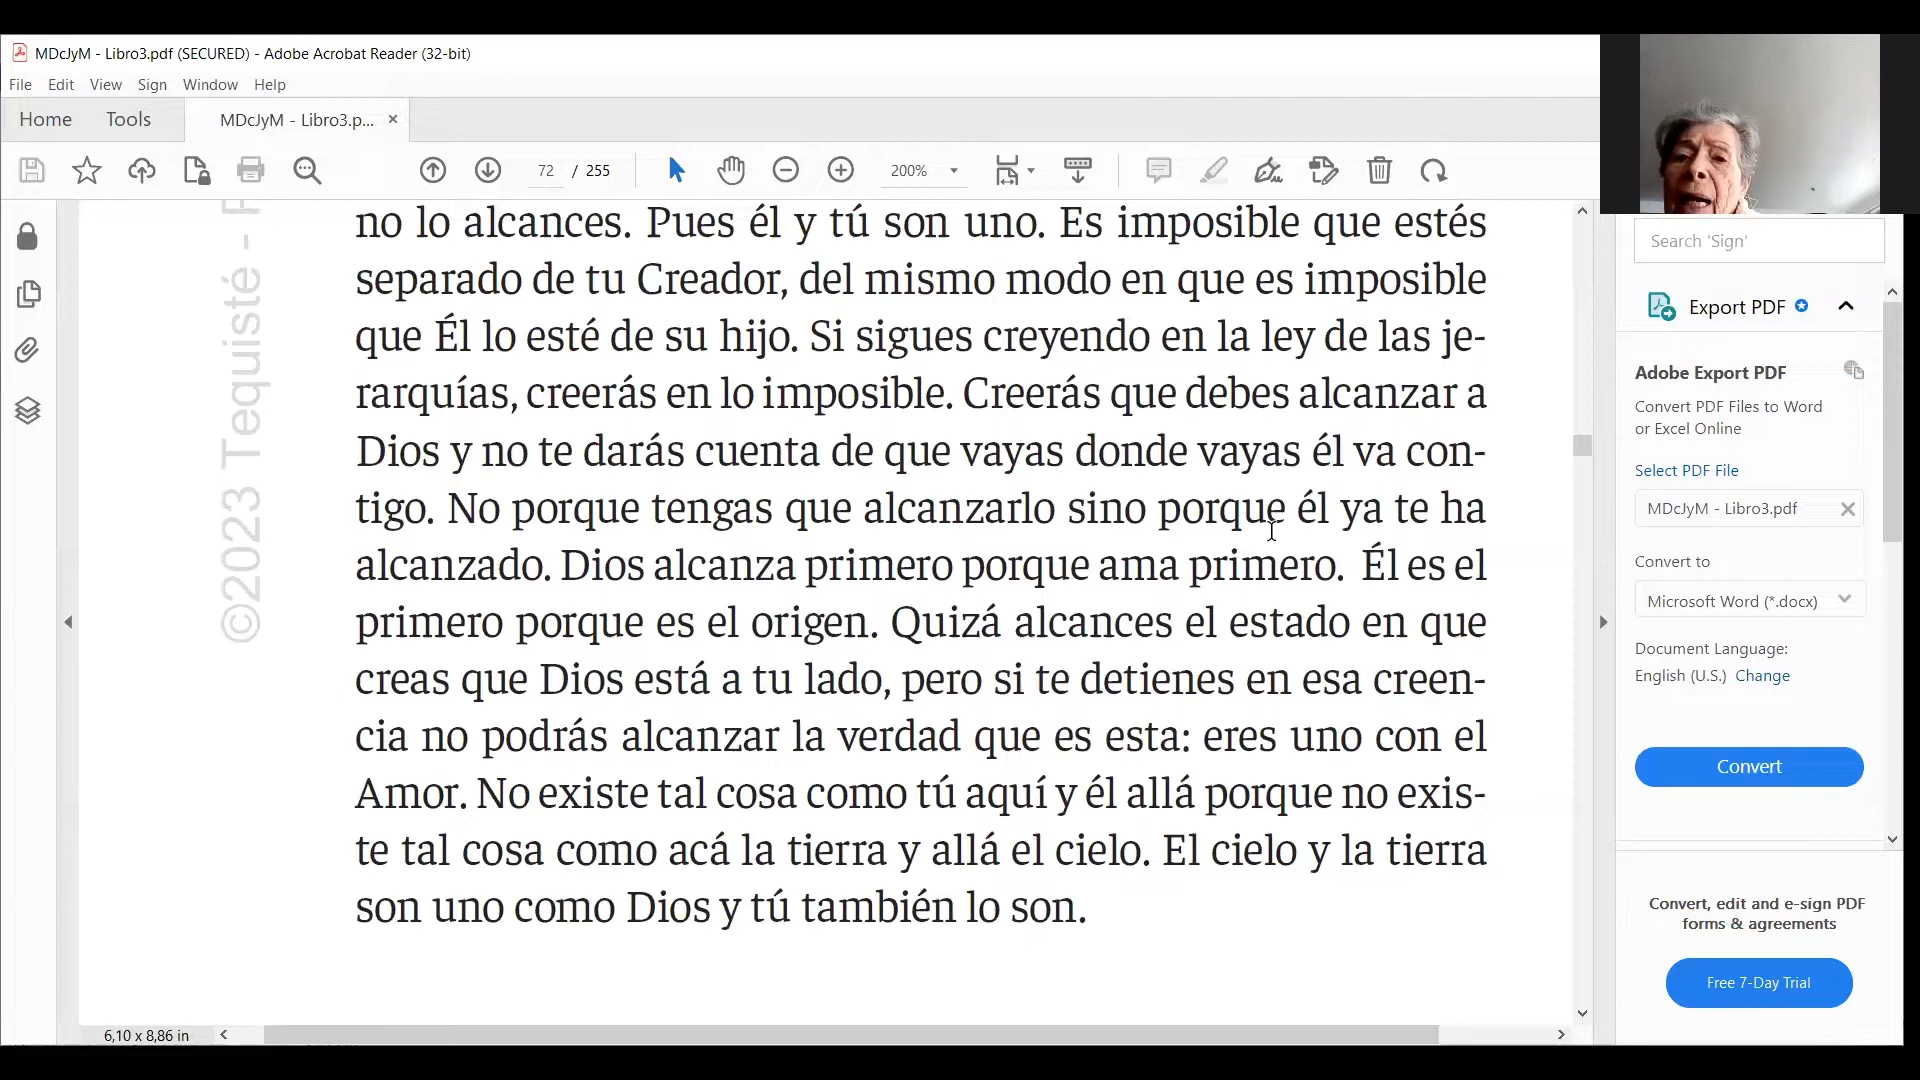 MDcJyM - Libro3.pdf (SECURED) - Adobe Acrobat Reader (32-bit)
File Edit View Sign Window Help
Home Tools MDcJyM - Libro3.p... ×
72 / 255 200%
no lo alcances. Pues él y tú son uno. Es imposible que estés
separado de tu Creador, del mismo modo en que es imposible
que Él lo esté de su hijo. Si sigues creyendo en la ley de las je-
rarquías, creerás en lo imposible. Creerás que debes alcanzar a
Dios y no te darás cuenta de que vayas donde vayas él va con-
tigo. No porque tengas que alcanzarlo sino porque él ya te ha
alcanzado. Dios alcanza primero porque ama primero. Él es el
primero porque es el origen. Quizá alcances el estado en que
creas que Dios está a tu lado, pero si te detienes en esa creen-
cia no podrás alcanzar la verdad que es esta: eres uno con el
Amor. No existe tal cosa como tú aquí y él allá porque no exis-
te tal cosa como acá la tierra y allá el cielo. El cielo y la tierra
son uno como Dios y tú también lo son.
©2023 Tequisté -
6,10 x 8,86 in
Search 'Sign'
Export PDF
Adobe Export PDF
Convert PDF Files to Word
or Excel Online
Select PDF File
MDcJyM - Libro3.pdf
Convert to
Microsoft Word (*.docx)
Document Language:
English (U.S.) Change
Convert
Convert, edit and e-sign PDF
forms & agreements
Free 7-Day Trial